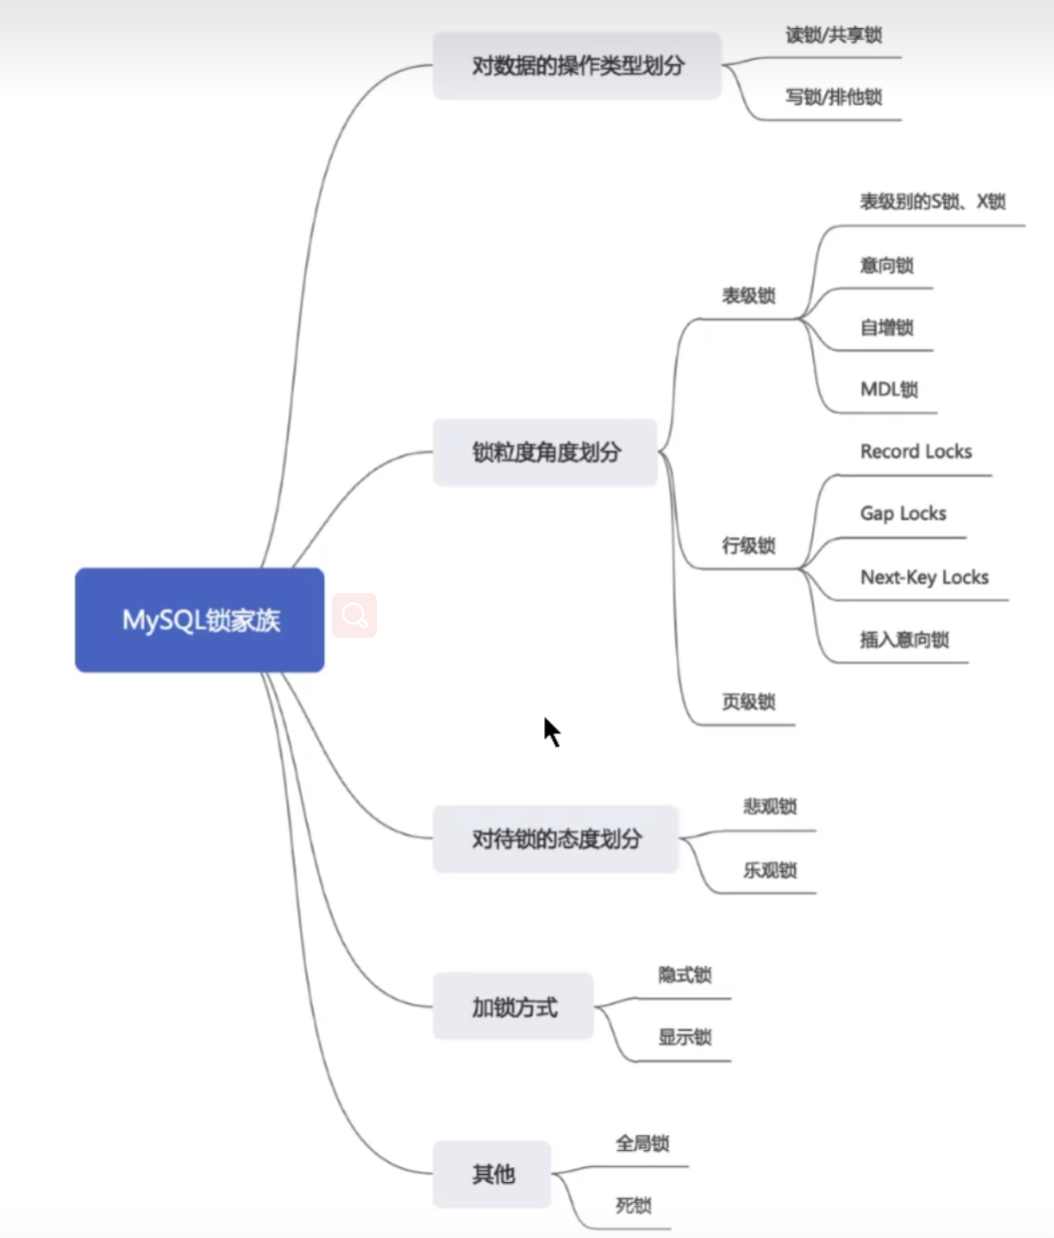 MySQL锁家族
对数据的操作类型划分
读锁/共享锁
写锁/排他锁
锁粒度角度划分
表级锁
表级别的S锁、X锁
意向锁
自增锁
MDL锁
行级锁
Record Locks
Gap Locks
Next-Key Locks
插入意向锁
页级锁
对待锁的态度划分
悲观锁
乐观锁
加锁方式
隐式锁
显示锁
其他
全局锁
死锁